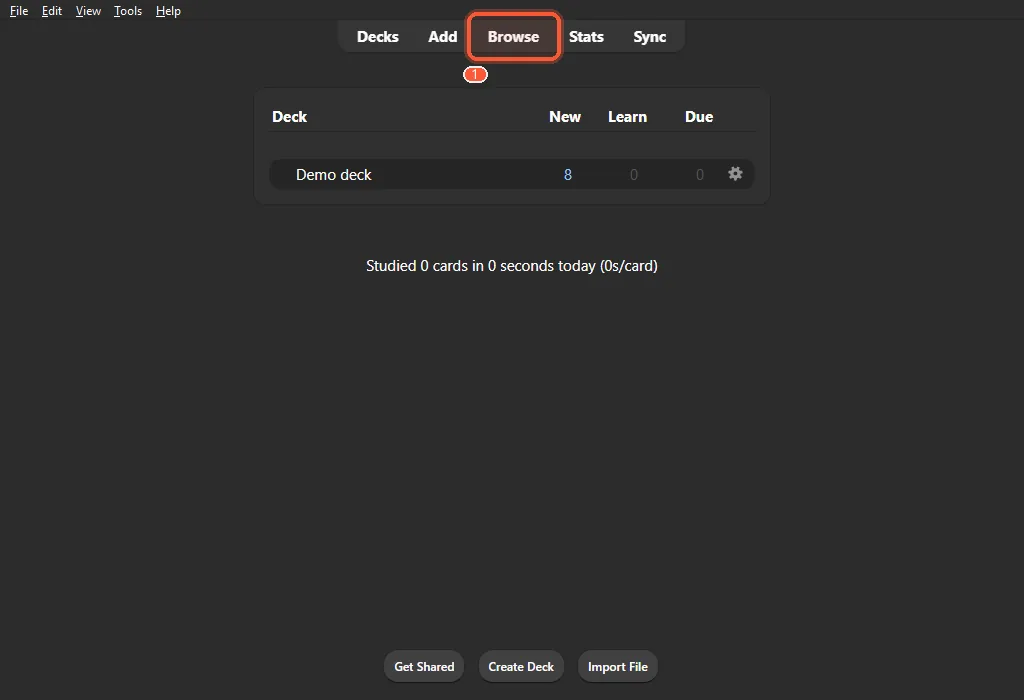 File Edit View Tools Help
Decks Add Browse Stats Sync
1
Deck New Learn Due
Demo deck 8 0 0
Studied 0 cards in 0 seconds today (0s/card)
Get Shared Create Deck Import File